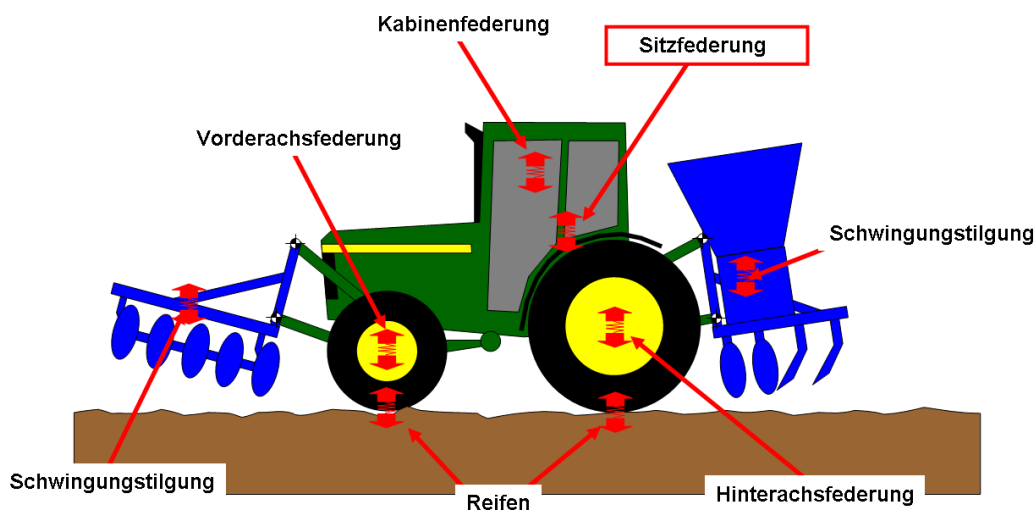 Kabinenfederung
Sitzfederung
Vorderachsfederung
Schwingungstilgung
Schwingungstilgung
Reifen
Hinterachsfederung